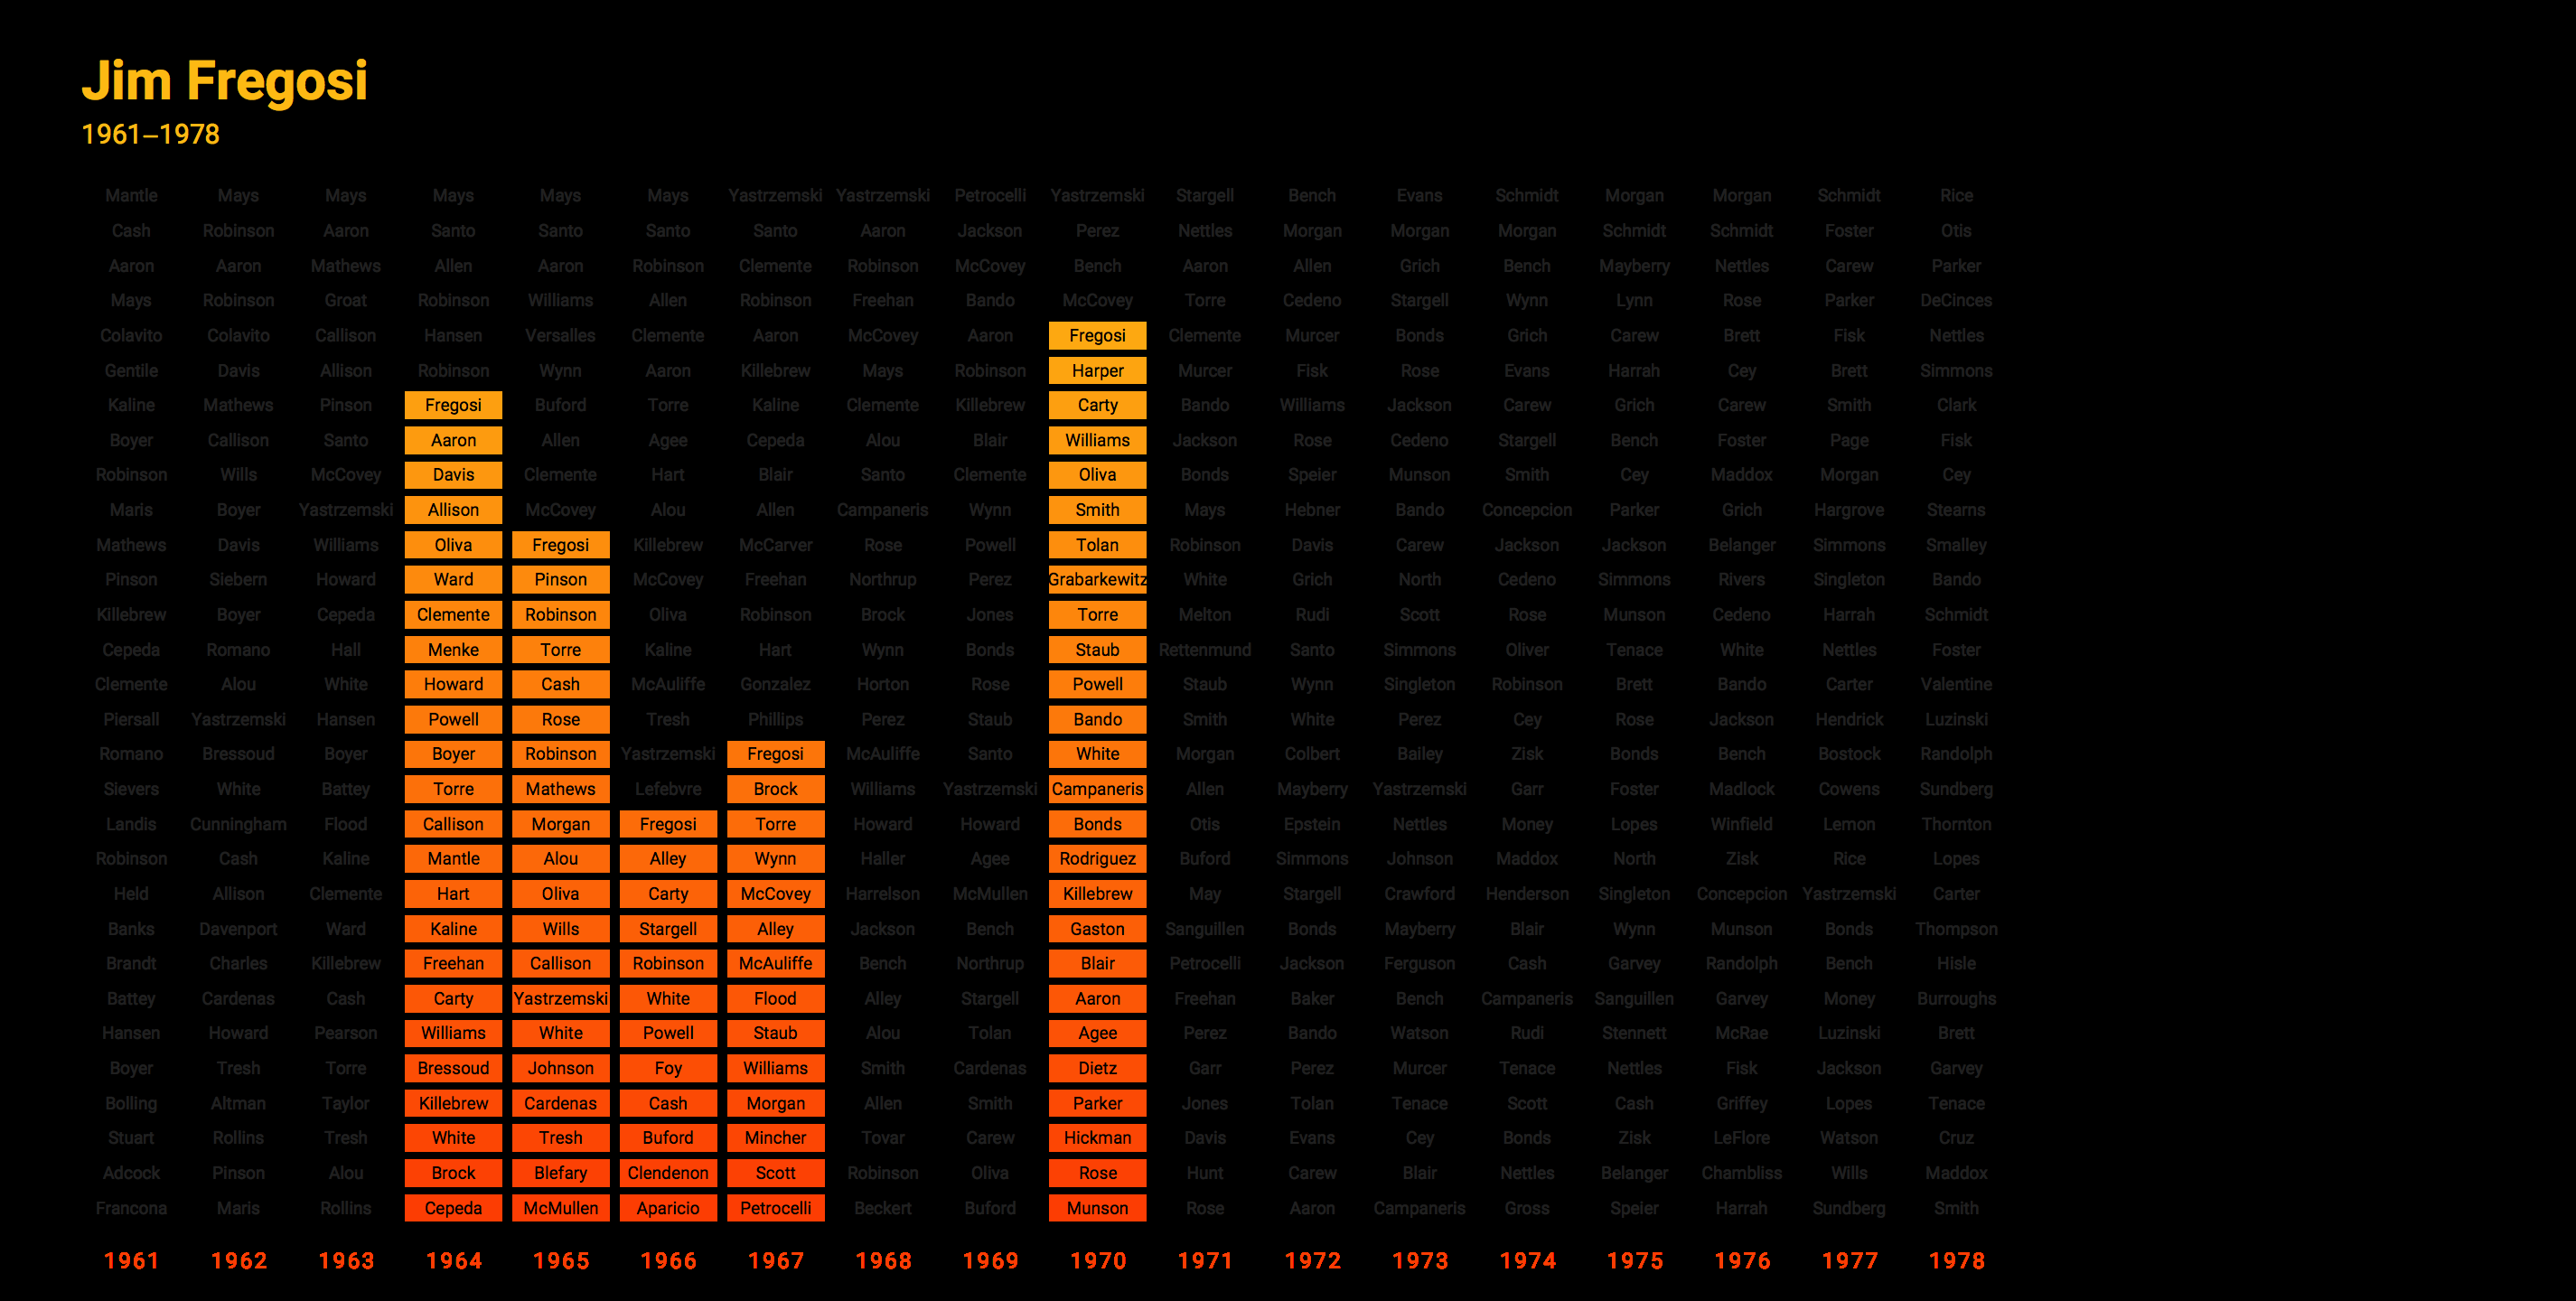 Jim Fregosi
1961–1978
Mantle Mays Mays Mays Mays Mays Yastrzemski Yastrzemski Petrocelli Yastrzemski Stargell Bench Evans Schmidt Morgan Morgan Schmidt Rice
Cash Robinson Aaron Santo Santo Santo Santo Aaron Jackson Perez Nettles Morgan Morgan Morgan Schmidt Schmidt Foster Otis
Aaron Aaron Mathews Allen Aaron Robinson Clemente Robinson McCovey Bench Aaron Allen Grich Bench Mayberry Nettles Carew Parker
Mays Robinson Groat Robinson Williams Allen Robinson Freehan Bando McCovey Torre Cedeno Stargell Wynn Lynn Rose Parker DeCinces
Colavito Colavito Callison Hansen Versalles Clemente Aaron McCovey Aaron Fregosi Clemente Murcer Bonds Grich Carew Brett Fisk Nettles
Gentile Davis Allison Robinson Wynn Aaron Killebrew Mays Robinson Harper Murcer Fisk Rose Evans Harrah Cey Brett Simmons
Kaline Mathews Pinson Fregosi Buford Torre Kaline Clemente Killebrew Carty Bando Williams Jackson Carew Grich Carew Smith Clark
Boyer Callison Santo Aaron Allen Agee Cepeda Alou Blair Williams Jackson Rose Cedeno Stargell Bench Foster Page Fisk
Robinson Wills McCovey Davis Clemente Hart Blair Santo Clemente Oliva Bonds Speier Munson Smith Cey Maddox Morgan Cey
Maris Boyer Yastrzemski Allison McCovey Alou Allen Campaneris Wynn Smith Mays Hebner Bando Concepcion Parker Grich Hargrove Stearns
Mathews Davis Williams Oliva Fregosi Killebrew McCarver Rose Powell Tolan Robinson Davis Carew Jackson Jackson Belanger Simmons Smalley
Pinson Siebern Howard Ward Pinson McCovey Freehan Northrup Perez Grabarkewitz White Grich North Cedeno Simmons Rivers Singleton Bando
Killebrew Boyer Cepeda Clemente Robinson Oliva Robinson Brock Jones Torre Melton Rudi Scott Rose Munson Cedeno Harrah Schmidt
Cepeda Romano Hall Menke Torre Kaline Hart Wynn Bonds Staub Rettenmund Santo Simmons Oliver Tenace White Nettles Foster
Clemente Alou White Howard Cash McAuliffe Gonzalez Horton Rose Powell Staub Wynn Singleton Robinson Brett Bando Carter Valentine
Piersall Yastrzemski Hansen Powell Rose Tresh Phillips Perez Staub Bando Smith White Perez Cey Rose Jackson Hendrick Luzinski
Romano Bressoud Boyer Boyer Robinson Yastrzemski Fregosi McAuliffe Santo White Morgan Colbert Bailey Zisk Bonds Bench Bostock Randolph
Sievers White Battey Torre Mathews Lefebvre Brock Williams Yastrzemski Campaneris Allen Mayberry Yastrzemski Garr Foster Madlock Cowens Sundberg
Landis Cunningham Flood Callison Morgan Fregosi Torre Howard Howard Bonds Otis Epstein Nettles Money Lopes Winfield Lemon Thornton
Robinson Cash Kaline Mantle Alou Alley Wynn Haller Agee Rodriguez Buford Simmons Johnson Maddox North Zisk Rice Lopes
Held Allison Clemente Hart Oliva Carty McCovey Harrelson McMullen Killebrew May Stargell Crawford Henderson Singleton Concepcion Yastrzemski Carter
Banks Davenport Ward Kaline Wills Stargell Alley Jackson Bench Gaston Sanguillen Bonds Mayberry Blair Wynn Munson Bonds Thompson
Brandt Charles Killebrew Freehan Callison Robinson McAuliffe Bench Northrup Blair Petrocelli Jackson Ferguson Cash Garvey Randolph Bench Hisle
Battey Cardenas Cash Carty Yastrzemski White Flood Alley Stargell Aaron Freehan Baker Bench Campaneris Sanguillen Garvey Money Burroughs
Hansen Howard Pearson Williams White Powell Staub Alou Tolan Agee Perez Bando Watson Rudi Stennett McRae Luzinski Brett
Boyer Tresh Torre Bressoud Johnson Foy Williams Smith Cardenas Dietz Garr Perez Murcer Tenace Nettles Fisk Jackson Garvey
Bolling Altman Taylor Killebrew Cardenas Cash Morgan Allen Smith Parker Jones Tolan Tenace Scott Cash Griffey Lopes Tenace
Stuart Rollins Tresh White Tresh Buford Mincher Tovar Carew Hickman Davis Evans Cey Bonds Zisk LeFlore Watson Cruz
Adcock Pinson Alou Brock Blefary Clendenon Scott Robinson Oliva Rose Hunt Carew Blair Nettles Belanger Chambliss Wills Maddox
Francona Maris Rollins Cepeda McMullen Aparicio Petrocelli Beckert Buford Munson Rose Aaron Campaneris Gross Speier Harrah Sundberg Smith
1961 1962 1963 1964 1965 1966 1967 1968 1969 1970 1971 1972 1973 1974 1975 1976 1977 1978